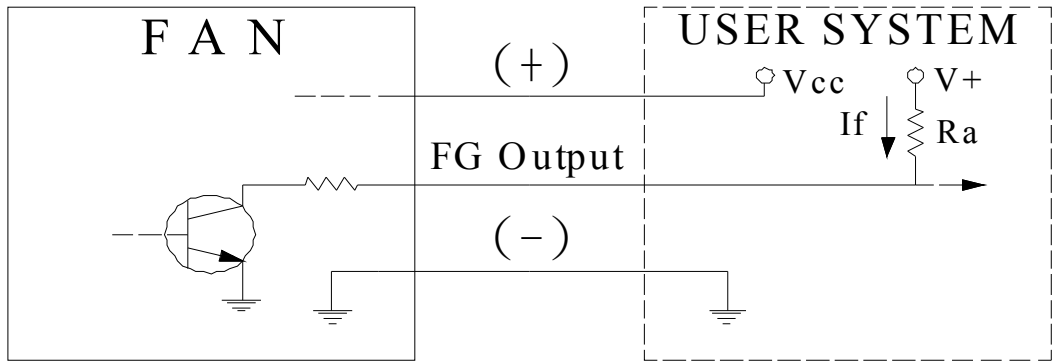 F A N
USER SYSTEM
(+)
Vcc
V+
If
Ra
FG Output
(-)